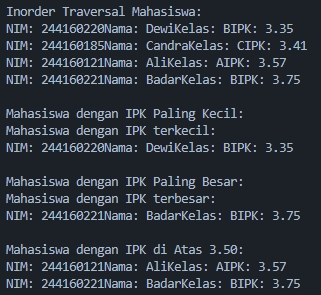 Inorder Traversal Mahasiswa:
NIM: 244160220Nama: DewiKelas: BIPK: 3.35
NIM: 244160185Nama: CandraKelas: CIPK: 3.41
NIM: 244160121Nama: AliKelas: AIPK: 3.57
NIM: 244160221Nama: BadarKelas: BIPK: 3.75

Mahasiswa dengan IPK Paling Kecil:
Mahasiswa dengan IPK terkecil:
NIM: 244160220Nama: DewiKelas: BIPK: 3.35

Mahasiswa dengan IPK Paling Besar:
Mahasiswa dengan IPK terbesar:
NIM: 244160221Nama: BadarKelas: BIPK: 3.75

Mahasiswa dengan IPK di Atas 3.50:
NIM: 244160121Nama: AliKelas: AIPK: 3.57
NIM: 244160221Nama: BadarKelas: BIPK: 3.75